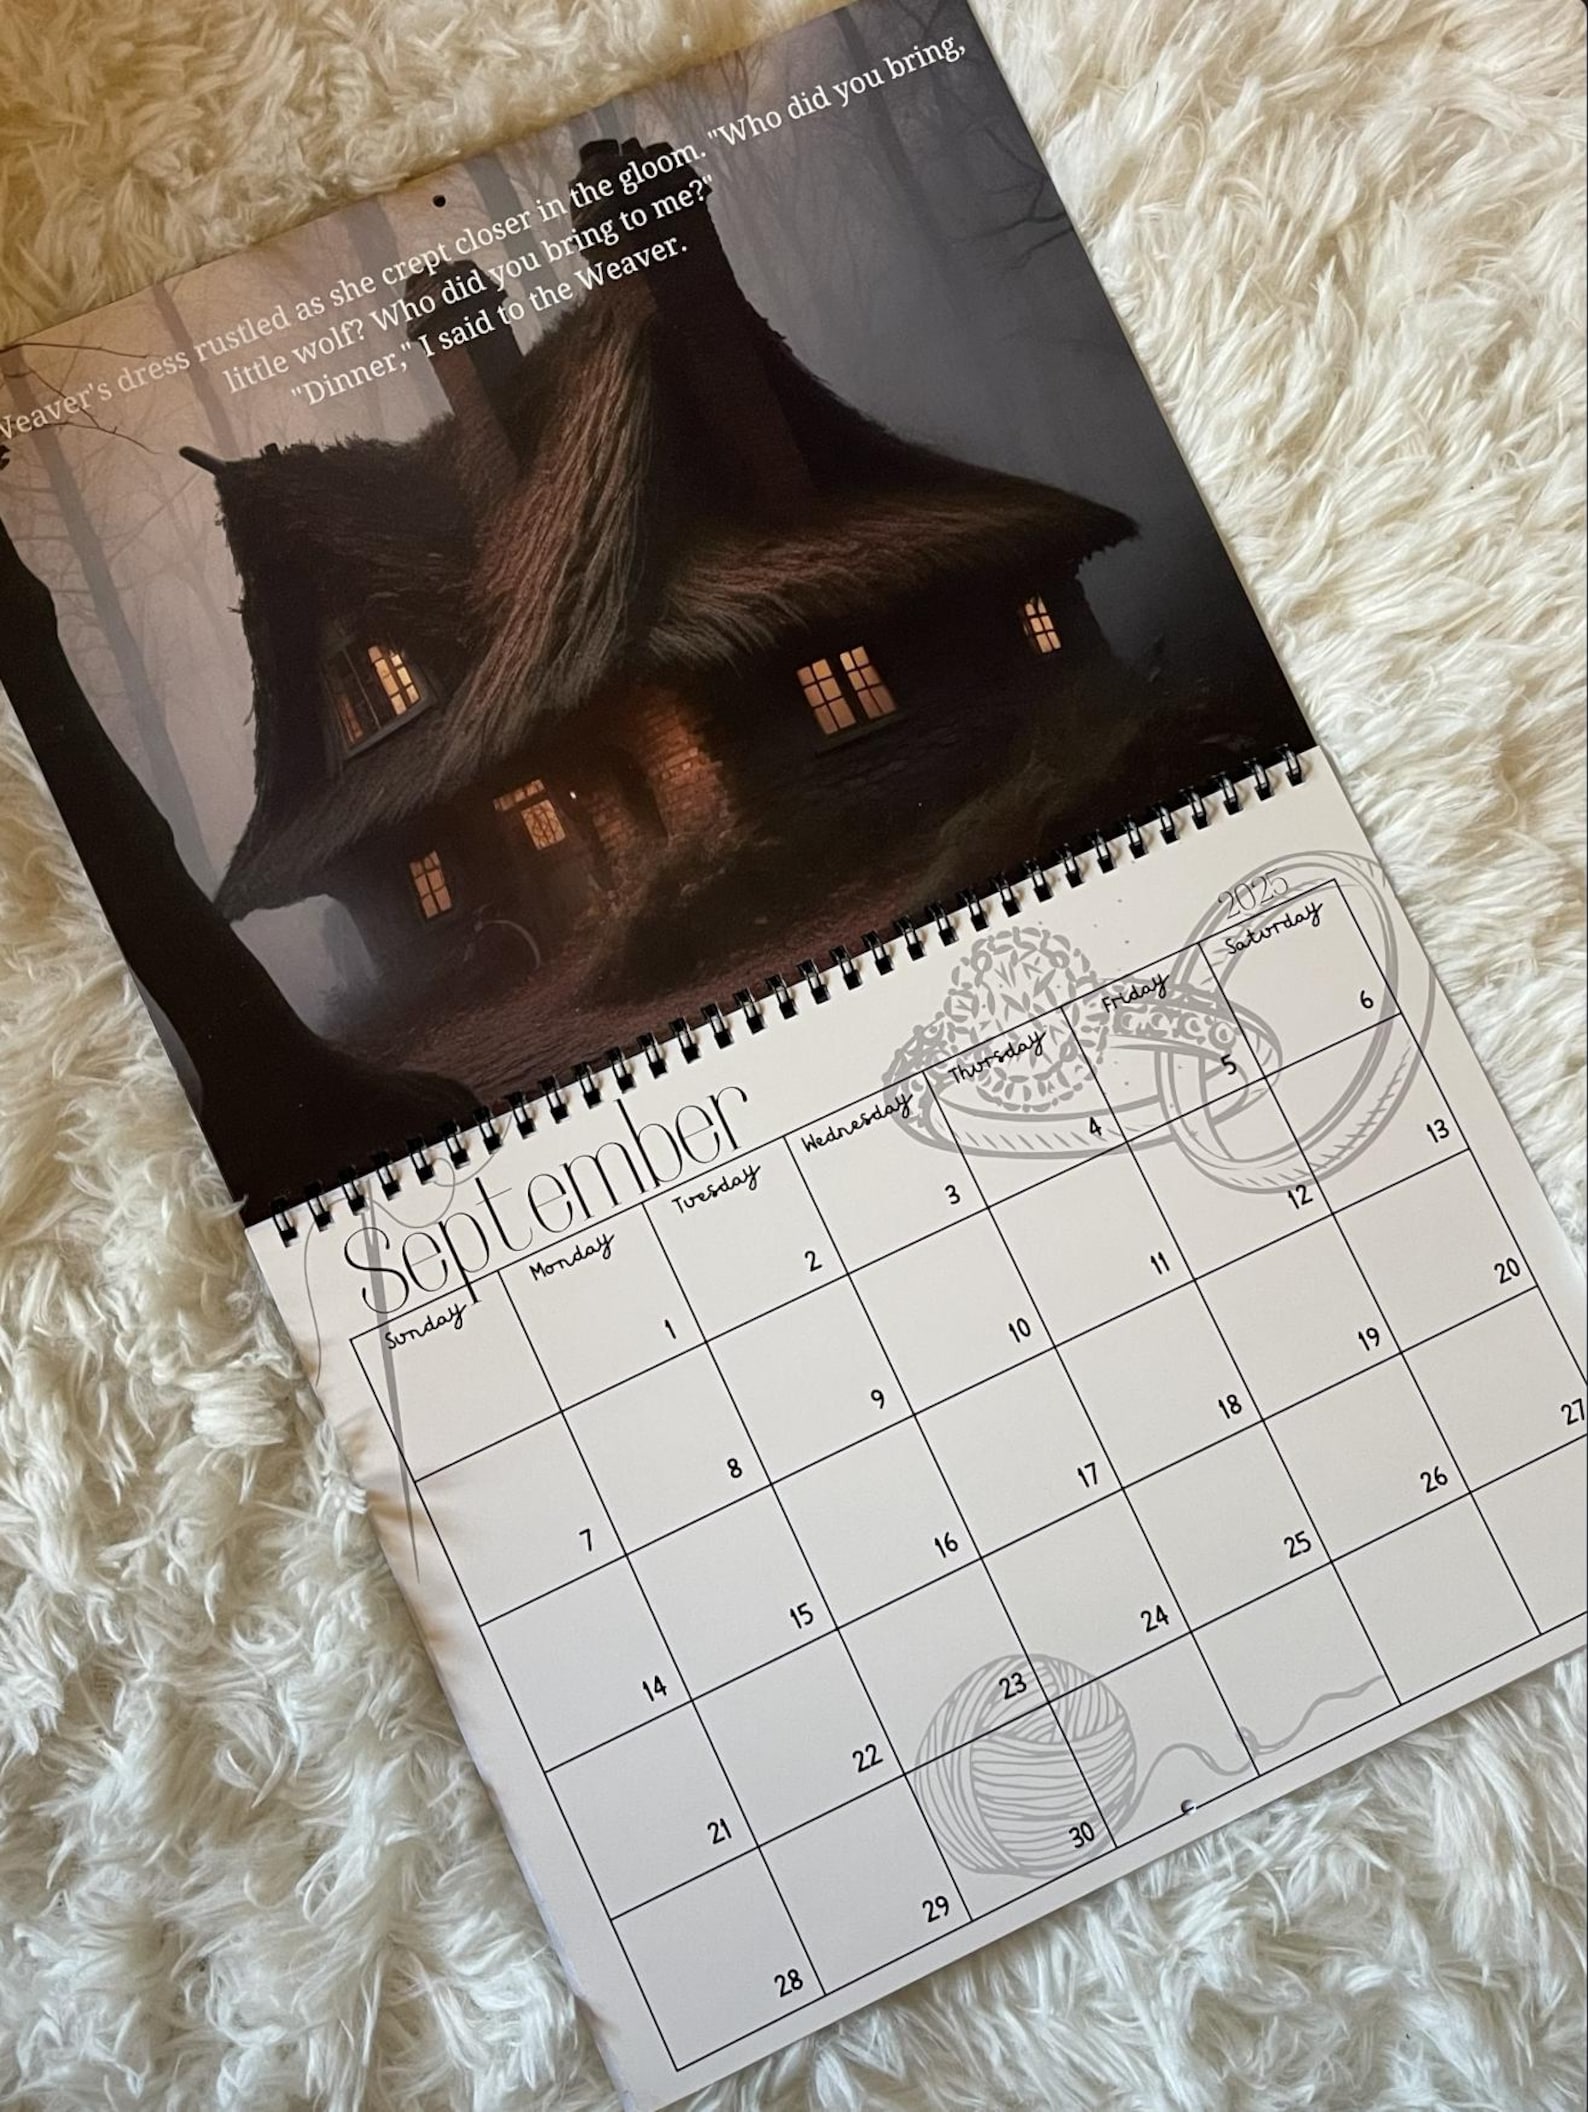 Weaver's dress rustled as she crept closer in the gloom. "Who did you bring,
little wolf? Who did you bring to me?"
"Dinner," I said to the Weaver.
2025
September
Sunday Monday Tuesday Wednesday Thursday Friday Saturday
1 2 3 4 5 6
7 8 9 10 11 12 13
14 15 16 17 18 19 20
21 22 23 24 25 26 27
28 29 30